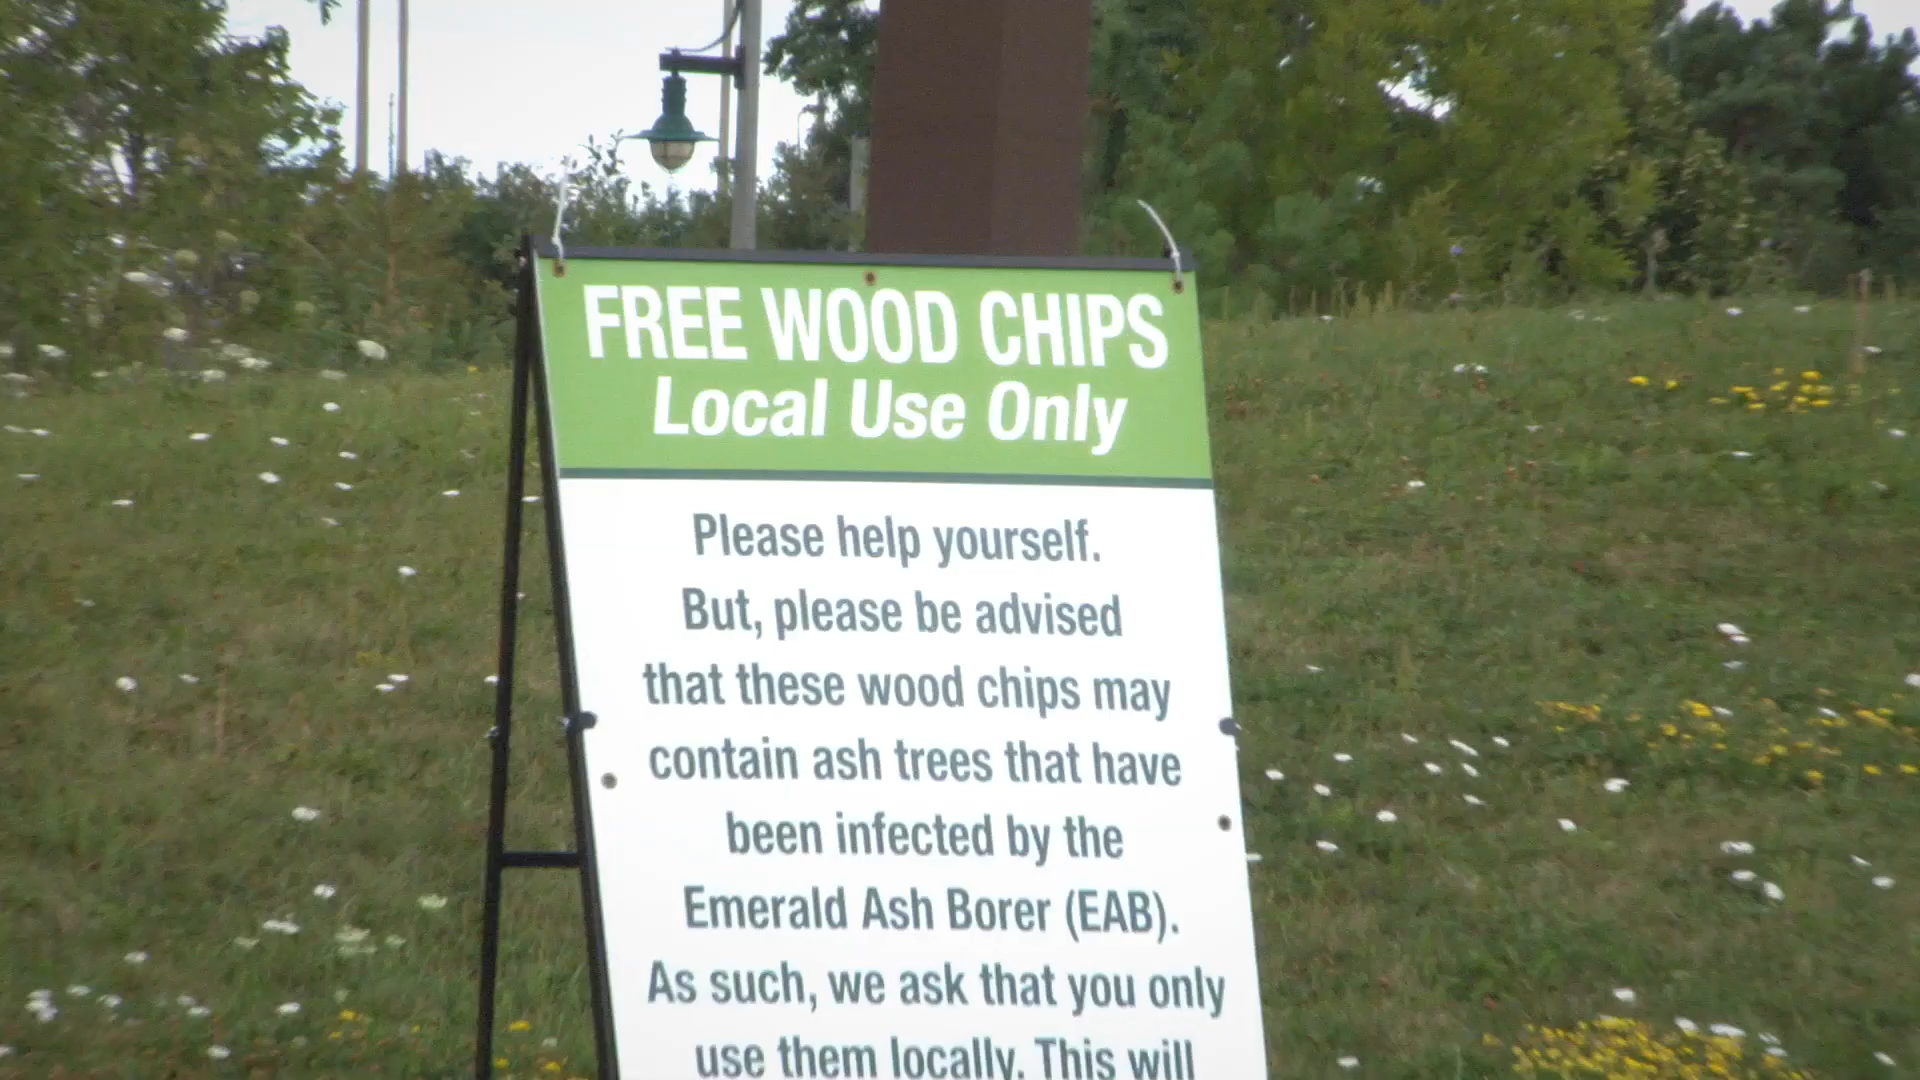 FREE WOOD CHIPS
Local Use Only
Please help yourself.
But, please be advised
that these wood chips may
contain ash trees that have
been infected by the
Emerald Ash Borer (EAB).
As such, we ask that you only
use them locally. This will